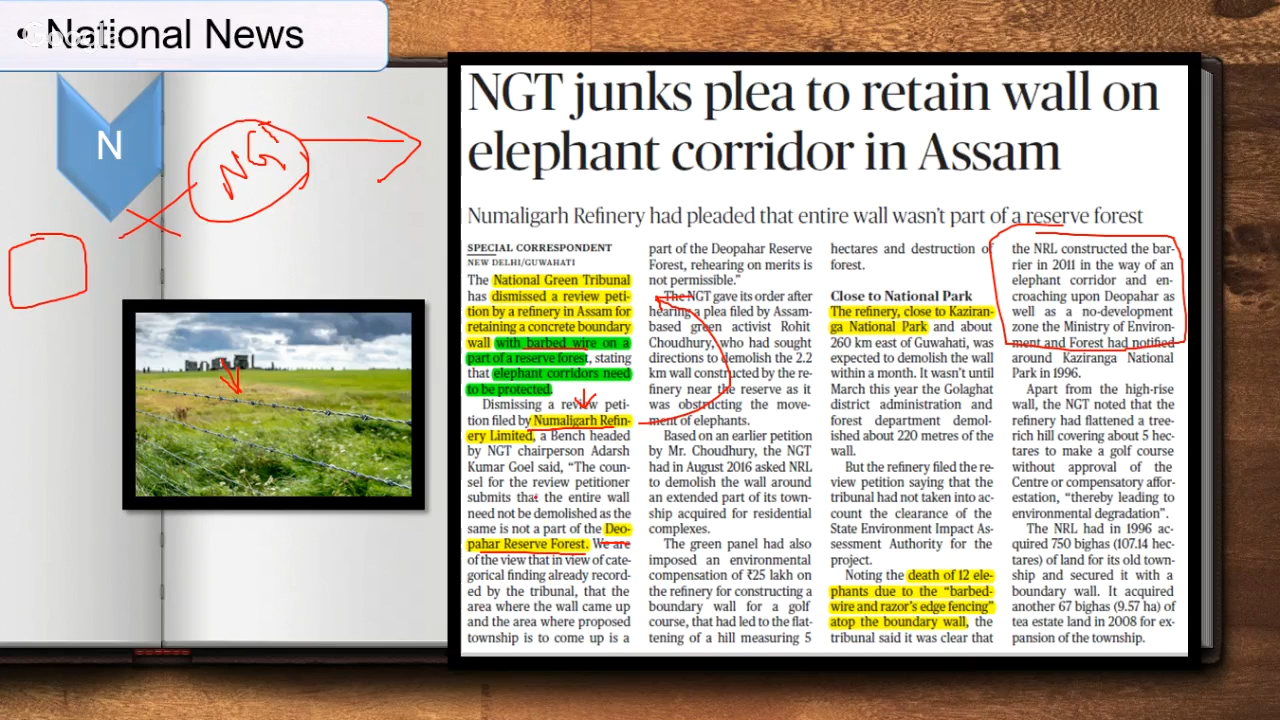 • National News
Google
N
NGT
NGT junks plea to retain wall on
elephant corridor in Assam
Numaligarh Refinery had pleaded that entire wall wasn't part of a reserve forest
SPECIAL CORRESPONDENT
NEW DELHI/GUWAHATI
The National Green Tribunal
has dismissed a review peti-
tion by a refinery in Assam for
retaining a concrete boundary
wall with barbed wire on a
part of a reserve forest, stating
that elephant corridors need
to be protected.
Dismissing a review peti-
tion filed by Numaligarh Refin-
ery Limited, a Bench headed
by NGT chairperson Adarsh
Kumar Goel said, “The coun-
sel for the review petitioner
submits that the entire wall
need not be demolished as the
same is not a part of the Deo-
pahar Reserve Forest. We are
of the view that in view of cate-
gorical finding already record-
ed by the tribunal, that the
area where the wall came up
and the area where proposed
township is to come up is a
part of the Deopahar Reserve
Forest, rehearing on merits is
not permissible.”
The NGT gave its order after
hearing a plea filed by Assam-
based green activist Rohit
Choudhury, who had sought
directions to demolish the 2.2
km wall constructed by the re-
finery near the reserve as it
was obstructing the move-
ment of elephants.
Based on an earlier petition
by Mr. Choudhury, the NGT
had in August 2016 asked NRL
to demolish the wall around
an extended part of its town-
ship acquired for residential
complexes.
The green panel had also
imposed an environmental
compensation of ₹25 lakh on
the refinery for constructing a
boundary wall for a golf
course, that had led to the flat-
tening of a hill measuring 5
hectares and destruction of
forest.
Close to National Park
The refinery, close to Kaziran-
ga National Park and about
260 km east of Guwahati, was
expected to demolish the wall
within a month. It wasn't until
March this year the Golaghat
district administration and
forest department demol-
ished about 220 metres of the
wall.
But the refinery filed the re-
view petition saying that the
tribunal had not taken into ac-
count the clearance of the
State Environment Impact As-
sessment Authority for the
project.
Noting the death of 12 ele-
phants due to the “barbed-
wire and razor's edge fencing”
atop the boundary wall, the
tribunal said it was clear that
the NRL constructed the bar-
rier in 2011 in the way of an
elephant corridor and en-
croaching upon Deopahar as
well as a no-development
zone the Ministry of Environ-
ment and Forest had notified
around Kaziranga National
Park in 1996.
Apart from the high-rise
wall, the NGT noted that the
refinery had flattened a tree-
rich hill covering about 5 hec-
tares to make a golf course
without approval of the
Centre or compensatory affor-
estation, “thereby leading to
environmental degradation”.
The NRL had in 1996 ac-
quired 750 bighas (107.14 hec-
tares) of land for its old town-
ship and secured it with a
boundary wall. It acquired
another 67 bighas (9.57 ha) of
tea estate land in 2008 for ex-
pansion of the township.